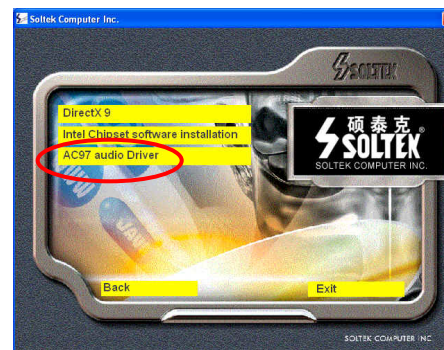 Soltek Computer Inc.
SOLTEK
DirectX 9
Intel Chipset software installation
AC97 audio Driver
硕泰克
SOLTEK
SOLTEK COMPUTER INC.
Back
Exit
SOLTEK COMPUTER INC